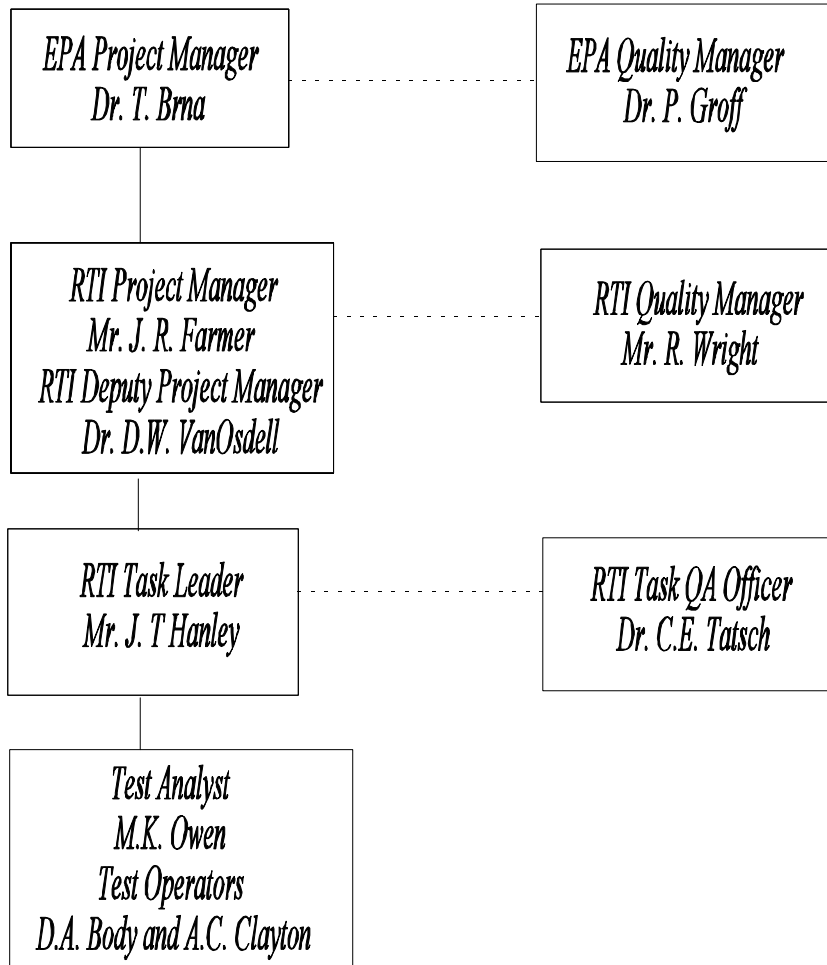 EPA Project Manager
Dr. T. Brna
EPA Quality Manager
Dr. P. Groff
RTI Project Manager
Mr. J. R. Farmer
RTI Deputy Project Manager
Dr. D.W. VanOsdell
RTI Quality Manager
Mr. R. Wright
RTI Task Leader
Mr. J. T Hanley
RTI Task QA Officer
Dr. C.E. Tatsch
Test Analyst
M.K. Owen
Test Operators
D.A. Body and A.C. Clayton